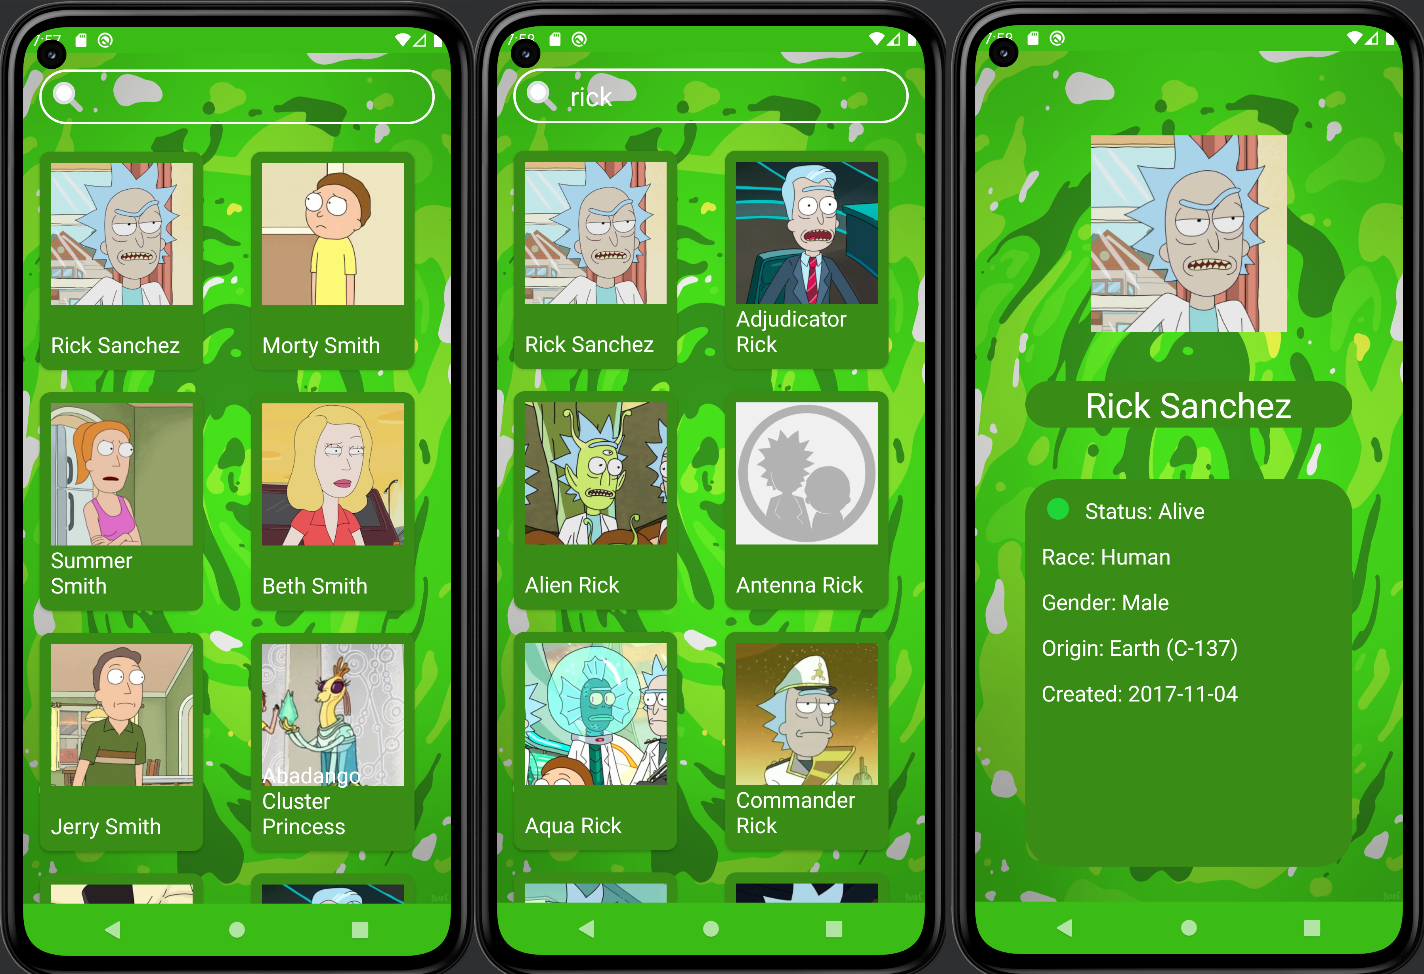 7:57
Rick Sanchez
Morty Smith
Summer
Smith
Beth Smith
Jerry Smith
Abadango
Cluster
Princess
7:58
rick
Rick Sanchez
Adjudicator
Rick
Alien Rick
Antenna Rick
Aqua Rick
Commander
Rick
Rick Sanchez
Status: Alive
Race: Human
Gender: Male
Origin: Earth (C-137)
Created: 2017-11-04